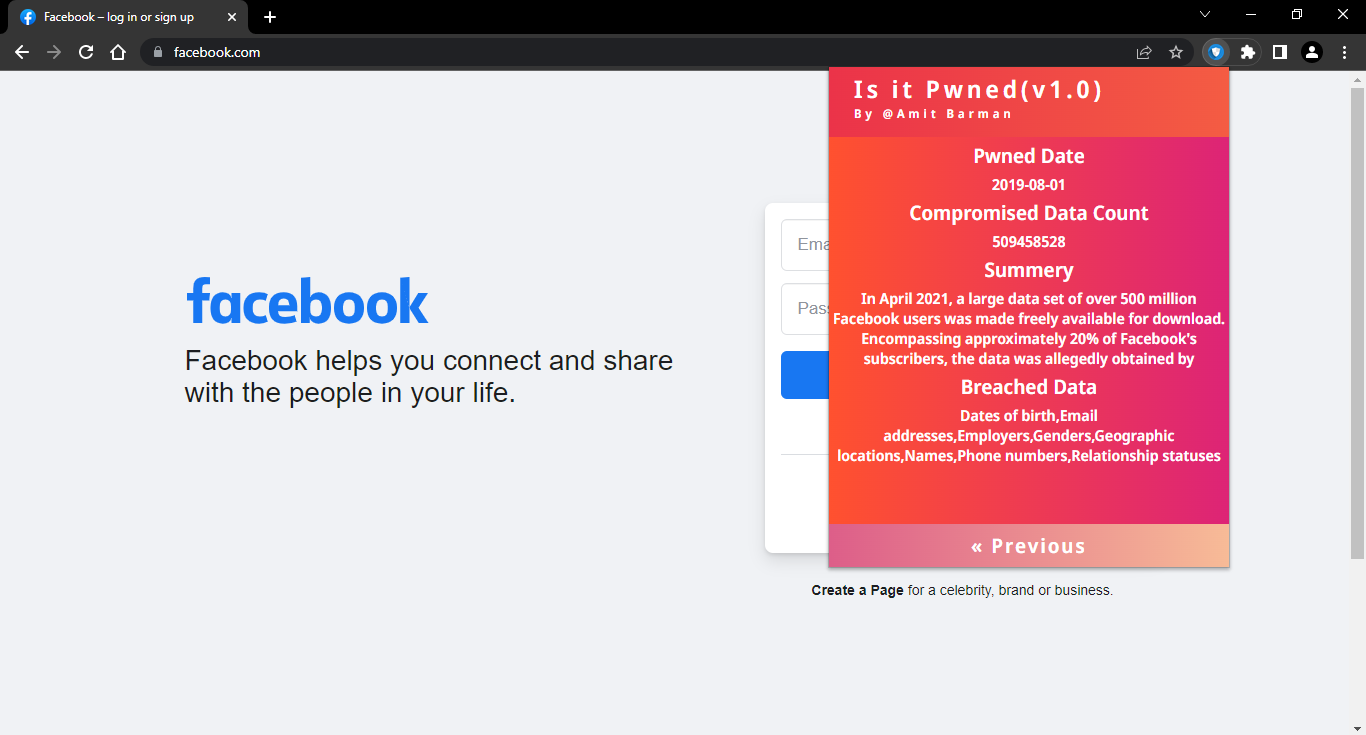 Facebook – log in or sign up
facebook.com
Is it Pwned(v1.0)
By @Amit Barman
Pwned Date
2019-08-01
Compromised Data Count
509458528
Summery
In April 2021, a large data set of over 500 million
Facebook users was made freely available for download.
Encompassing approximately 20% of Facebook's
subscribers, the data was allegedly obtained by
Breached Data
Dates of birth,Email
addresses,Employers,Genders,Geographic
locations,Names,Phone numbers,Relationship statuses
« Previous
facebook
Facebook helps you connect and share
with the people in your life.
Ema
Pass
Create a Page for a celebrity, brand or business.